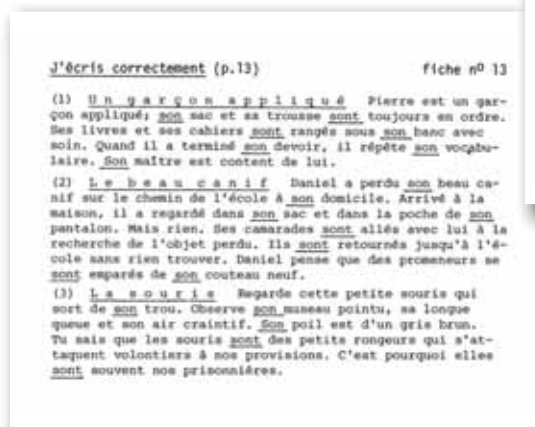 J'écris correctement (p.13) fiche nº 13
(1) Un garçon appliqué Pierre est un gar-
çon appliqué; son sac et sa trousse sont toujours en ordre.
Ses livres et ses cahiers sont rangés sous son banc avec
soin. Quand il a terminé son devoir, il répète son vocabu-
laire. Son maître est content de lui.
(2) Le beau canif Daniel a perdu son beau ca-
nif sur le chemin de l'école à son domicile. Arrivé à la
maison, il a regardé dans son sac et dans la poche de son
pantalon. Mais rien. Ses camarades sont allés avec lui à la
recherche de l'objet perdu. Ils sont retournés jusqu'à l'é-
cole sans rien trouver. Daniel pense que des promeneurs se
sont emparés de son couteau neuf.
(3) La souris Regarde cette petite souris qui
sort de son trou. Observe son museau pointu, sa longue
queue et son air craintif. Son poil est d'un gris brun.
Tu sais que les souris sont des petits rongeurs qui s'at-
taquent volontiers à nos provisions. C'est pourquoi elles
sont souvent nos prisonnières.